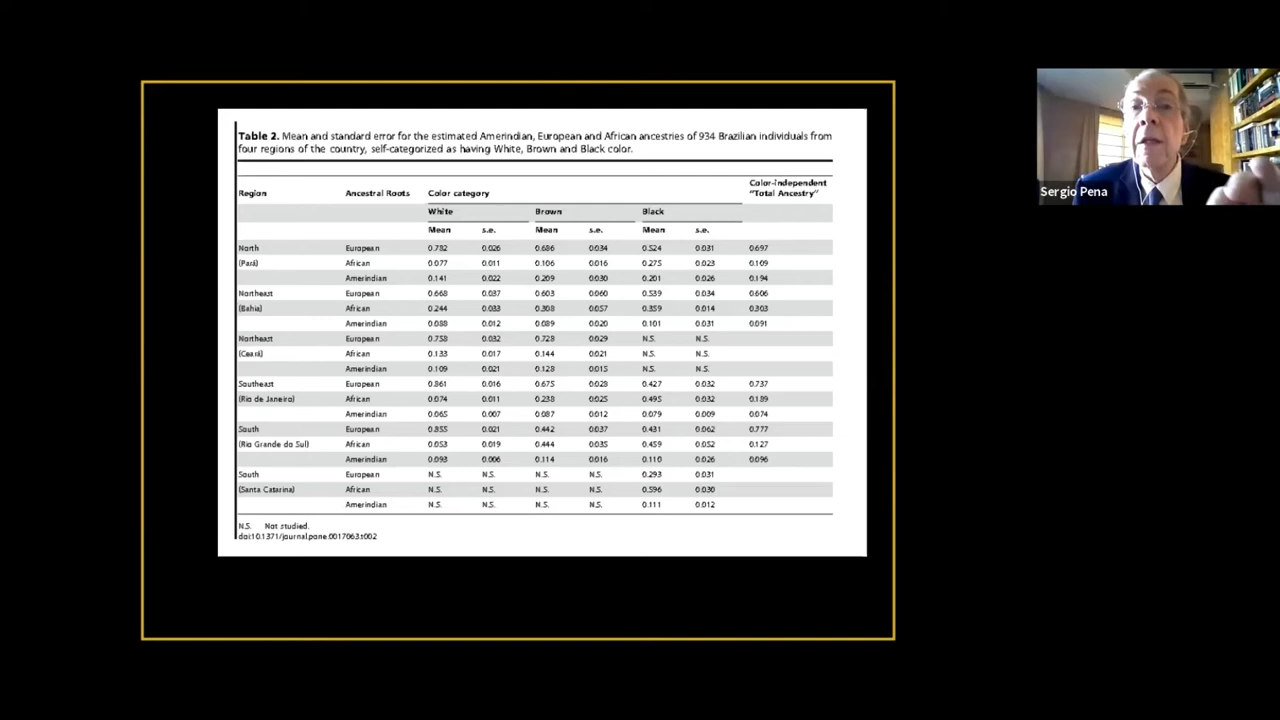 Table 2. Mean and standard error for the estimated Amerindian, European and African ancestries of 934 Brazilian individuals from
four regions of the country, self-categorized as having White, Brown and Black color.
Region Ancestral Roots Color category Color-independent "Total Ancestry"
White Brown Black
Mean s.e. Mean s.e. Mean s.e.
North European 0.782 0.026 0.686 0.034 0.524 0.031 0.697
(Pará) African 0.077 0.011 0.106 0.016 0.275 0.023 0.109
Amerindian 0.141 0.022 0.209 0.030 0.201 0.026 0.194
Northeast European 0.668 0.037 0.603 0.060 0.539 0.034 0.606
(Bahia) African 0.244 0.033 0.308 0.057 0.359 0.014 0.303
Amerindian 0.088 0.012 0.089 0.020 0.101 0.031 0.091
Northeast European 0.758 0.032 0.728 0.029 N.S. N.S.
(Ceará) African 0.133 0.017 0.144 0.021 N.S. N.S.
Amerindian 0.109 0.021 0.128 0.015 N.S. N.S.
Southeast European 0.861 0.016 0.675 0.028 0.427 0.032 0.737
(Rio de Janeiro) African 0.074 0.011 0.238 0.025 0.495 0.032 0.189
Amerindian 0.065 0.007 0.087 0.012 0.079 0.009 0.074
South European 0.855 0.021 0.442 0.037 0.431 0.062 0.777
(Rio Grande do Sul) African 0.053 0.019 0.444 0.035 0.459 0.052 0.127
Amerindian 0.093 0.006 0.114 0.016 0.110 0.026 0.096
South European N.S. N.S. N.S. N.S. 0.293 0.031
(Santa Catarina) African N.S. N.S. N.S. N.S. 0.596 0.030
Amerindian N.S. N.S. N.S. N.S. 0.111 0.012
N.S. Not studied.
doi:10.1371/journal.pone.0017063.t002
Sergio Pena